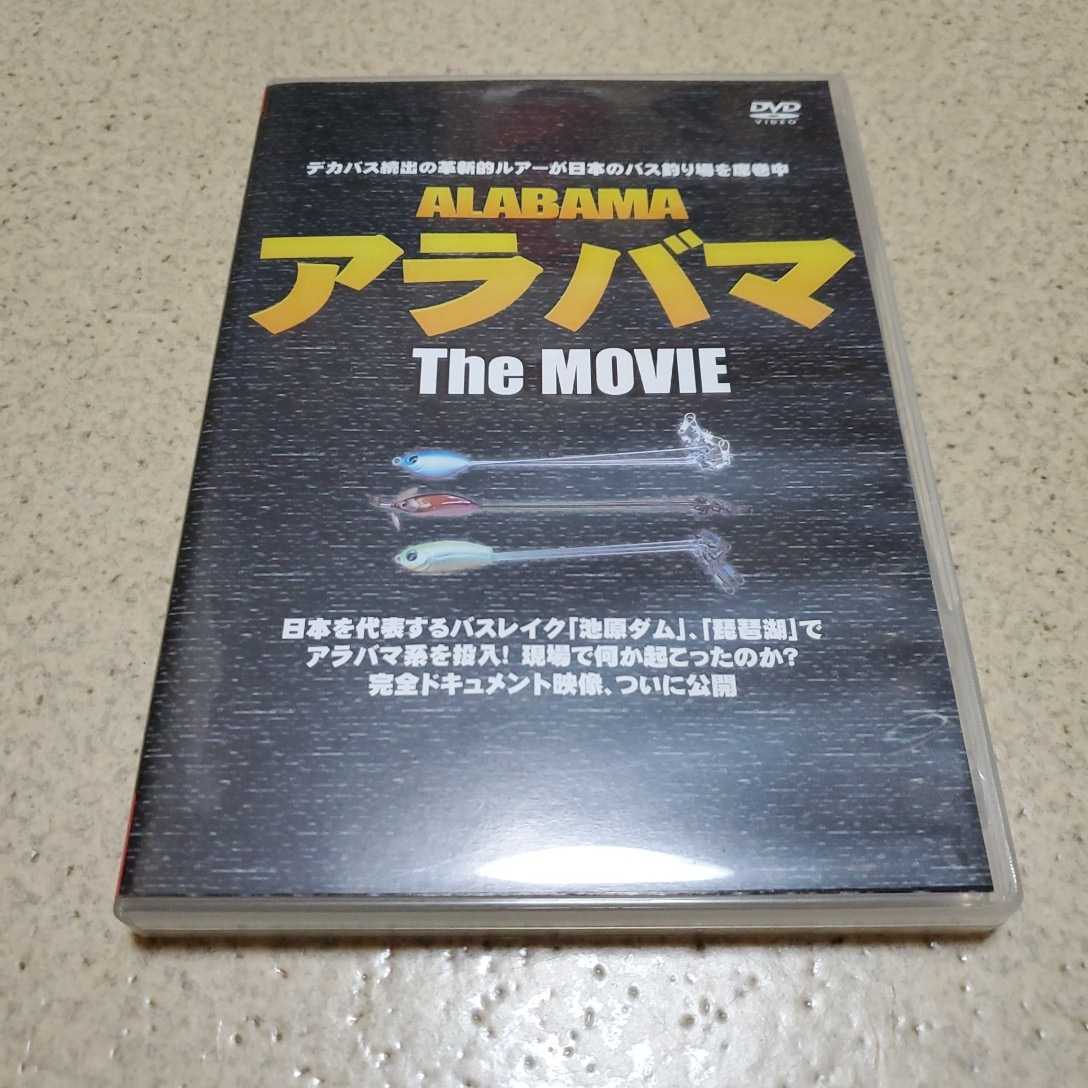 DVD
VIDEO
デカバス続出の革新的ルアーが日本のバス釣り場を席巻中
ALABAMA
アラバマ
The MOVIE
日本を代表するバスレイク「池原ダム」、「琵琶湖」で
アラバマ系を投入! 現場で何が起こったのか?
完全ドキュメント映像、ついに公開